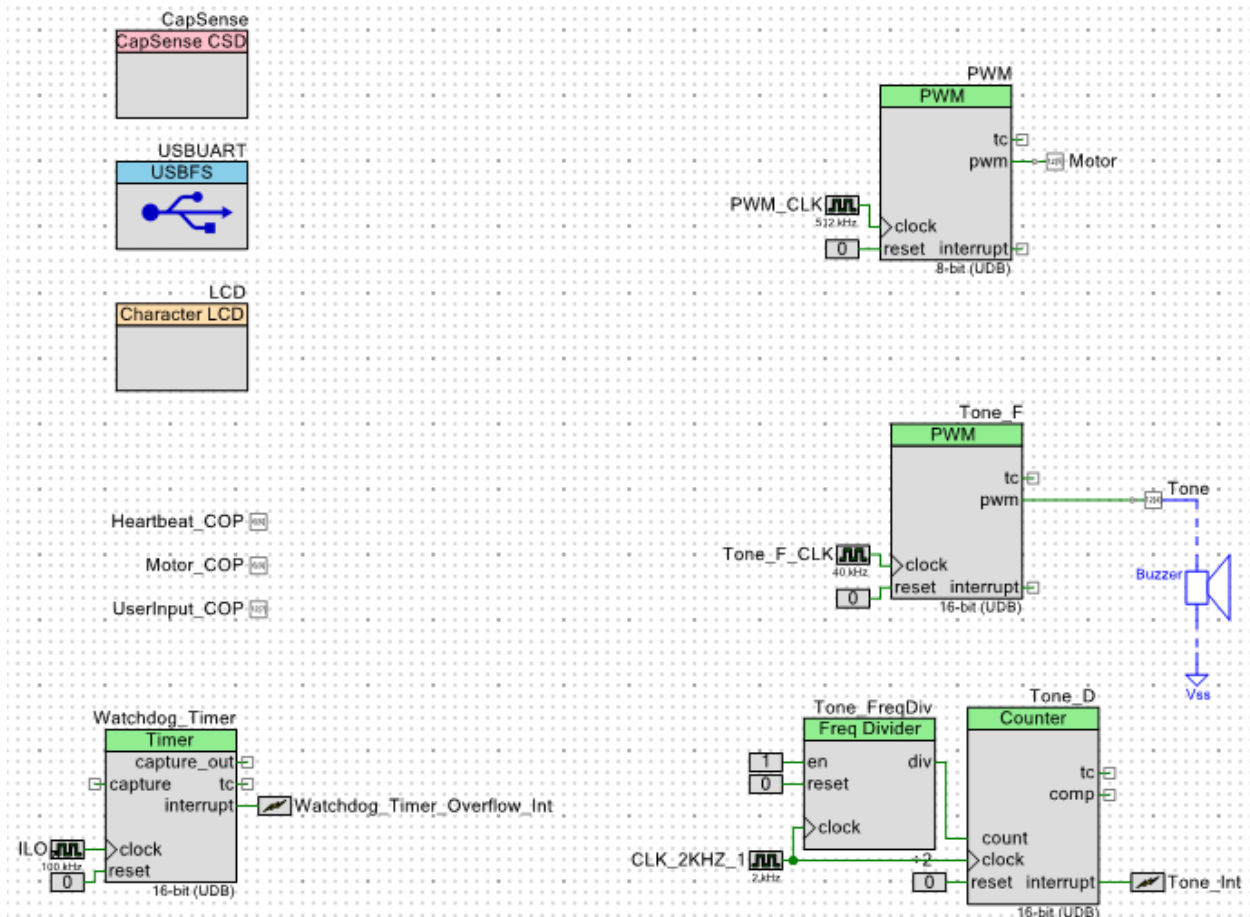 CapSense
CapSense CSD
USBUART
USBFS
LCD
Character LCD
Heartbeat_COP
Motor_COP
UserInput_COP
Watchdog_Timer
Timer
capture_out
capture tc
interrupt Watchdog_Timer_Overflow_Int
ILO clock
100 kHz
0 reset
16-bit (UDB)
PWM
PWM
tc
pwm Motor
PWM_CLK
512 kHz
clock
0 reset interrupt
8-bit (UDB)
Tone_F
PWM
tc
pwm Tone
Tone_F_CLK
40 kHz
clock
0 reset interrupt
16-bit (UDB)
Buzzer
Vss
Tone_FreqDiv
Freq Divider
1 en div
0 reset
clock
÷2
CLK_2KHZ_1
2 kHz
Tone_D
Counter
tc
comp
count
clock
0 reset interrupt Tone_Int
16-bit (UDB)